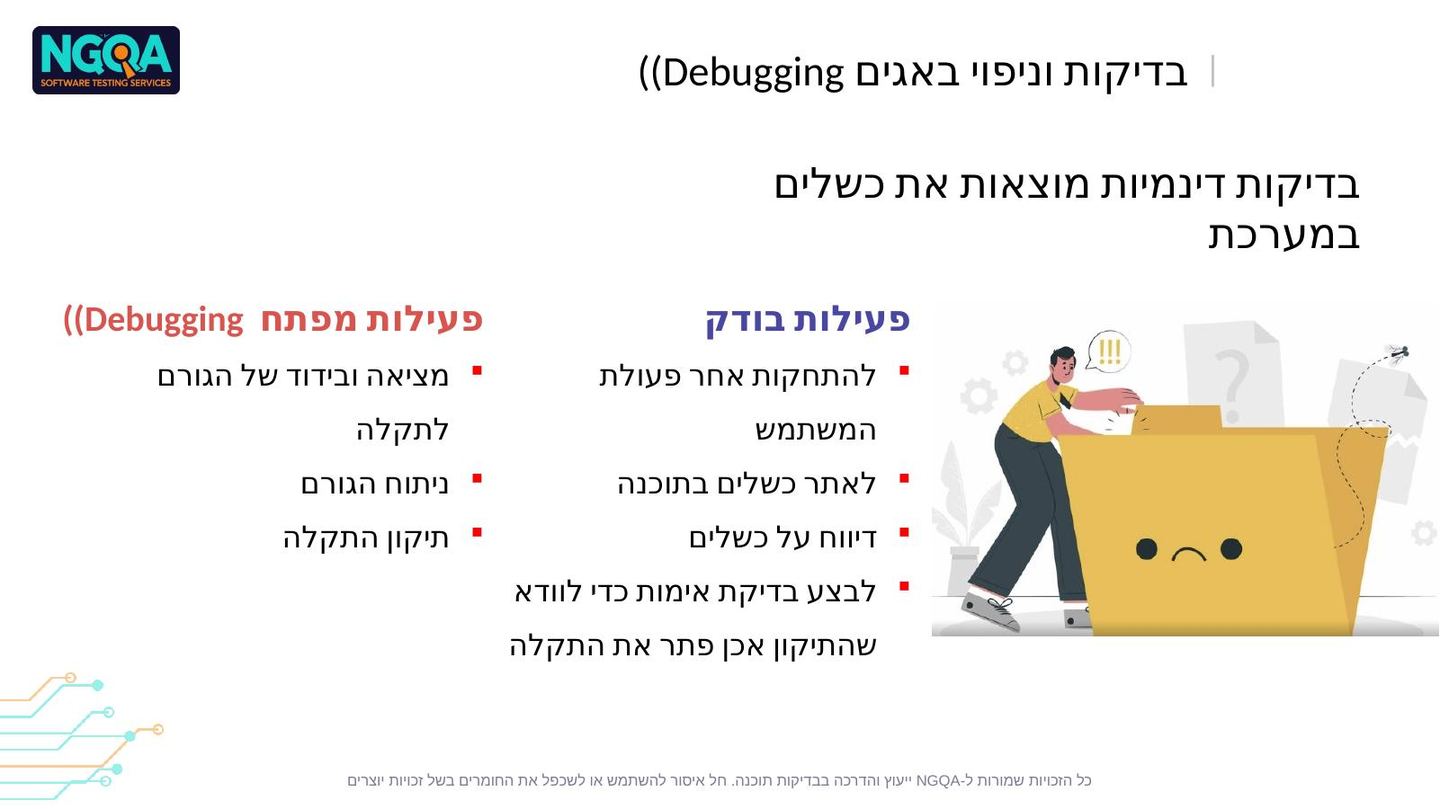 NGQA
SOFTWARE TESTING SERVICES
בדיקות וניפוי באגים Debugging))
בדיקות דינמיות מוצאות את כשלים
במערכת
פעילות בודק
להתחקות אחר פעולת
המשתמש
לאתר כשלים בתוכנה
דיווח על כשלים
לבצע בדיקת אימות כדי לוודא
שהתיקון אכן פתר את התקלה
פעילות מפתח Debugging))
מציאה ובידוד של הגורם
לתקלה
ניתוח הגורם
תיקון התקלה
!!!
?
כל הזכויות שמורות ל-NGQA ייעוץ והדרכה בבדיקות תוכנה. חל איסור להשתמש או לשכפל את החומרים בשל זכויות יוצרים